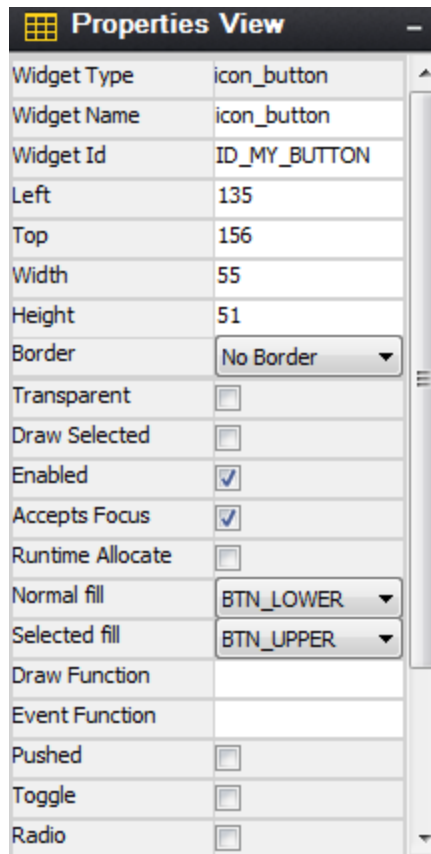 Properties View
Widget Type icon_button
Widget Name icon_button
Widget Id ID_MY_BUTTON
Left 135
Top 156
Width 55
Height 51
Border No Border
Transparent
Draw Selected
Enabled
Accepts Focus
Runtime Allocate
Normal fill BTN_LOWER
Selected fill BTN_UPPER
Draw Function
Event Function
Pushed
Toggle
Radio